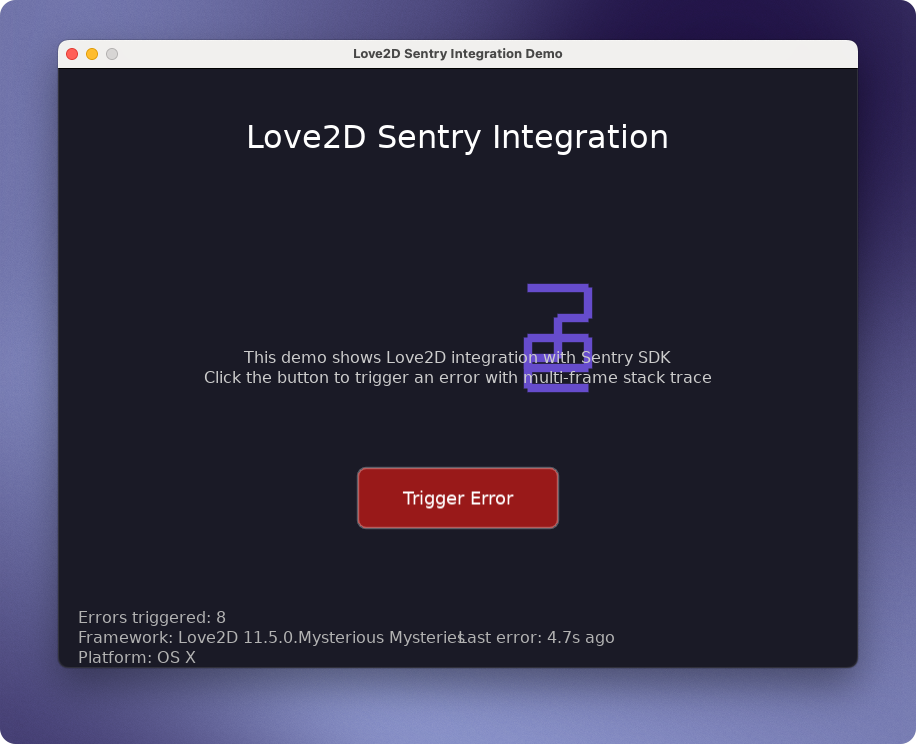 Love2D Sentry Integration Demo
Love2D Sentry Integration
This demo shows Love2D integration with Sentry SDK
Click the button to trigger an error with multi-frame stack trace
Trigger Error
Errors triggered: 8
Framework: Love2D 11.5.0.Mysterious Mysteries
Last error: 4.7s ago
Platform: OS X